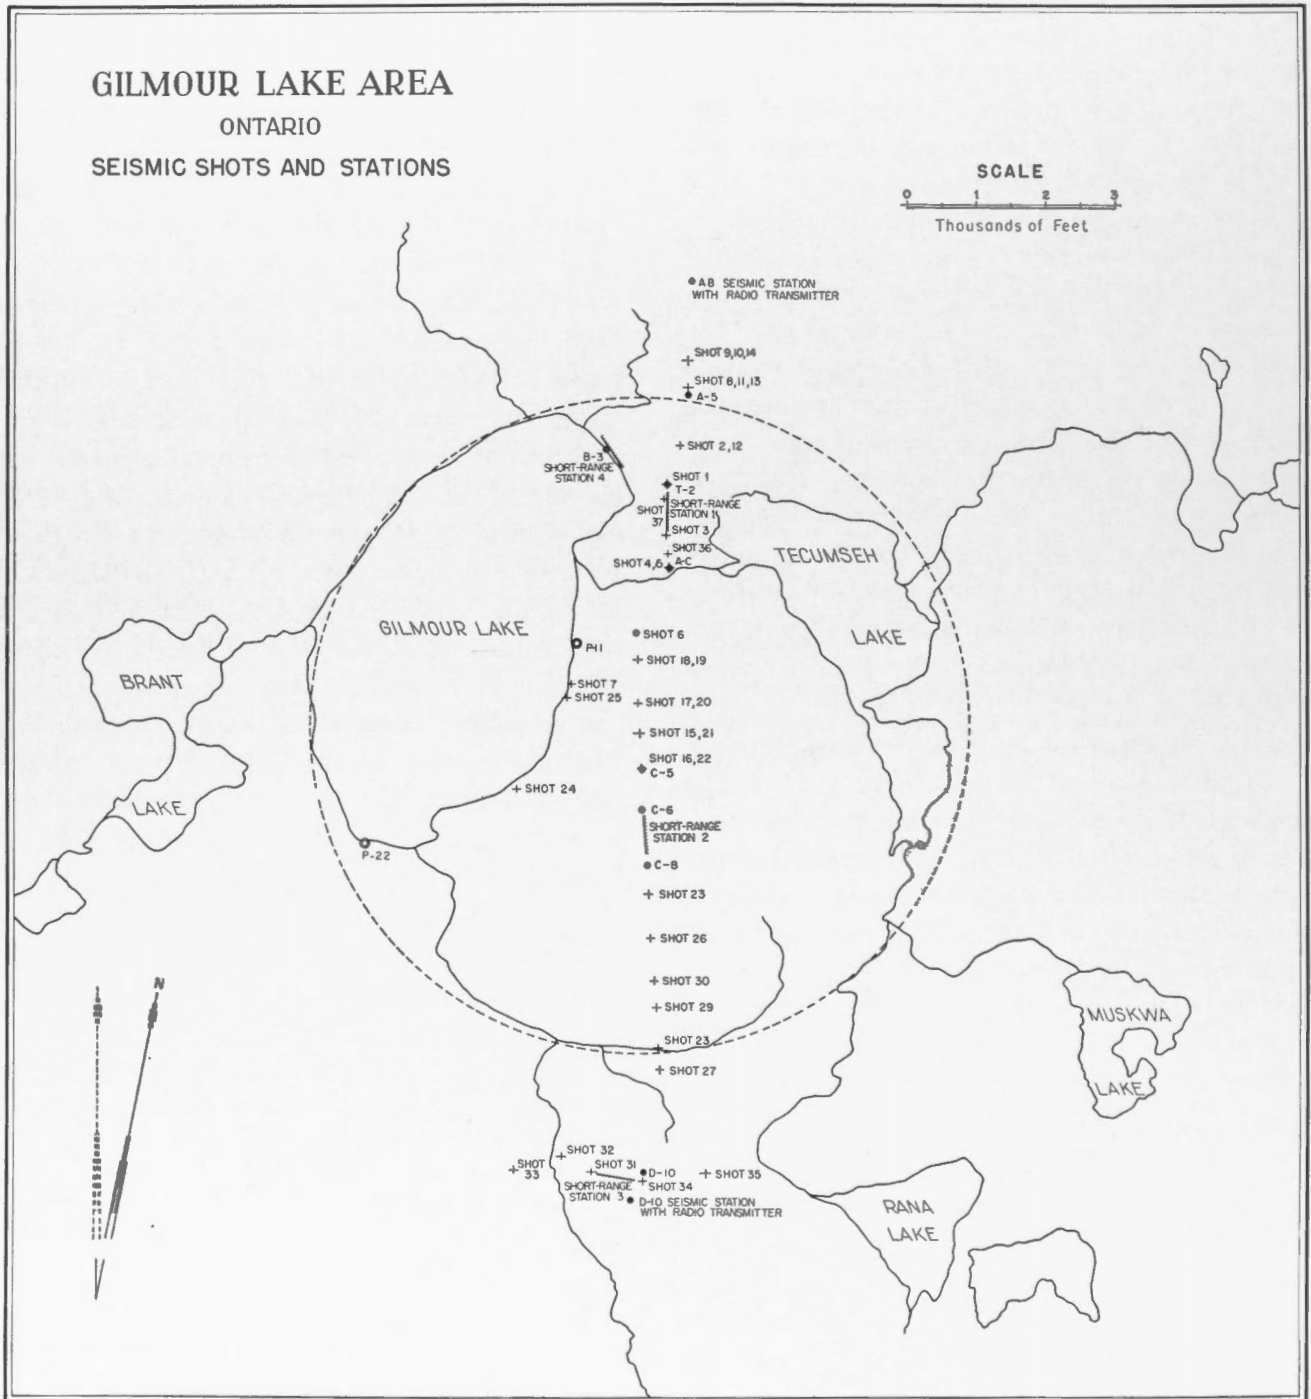 GILMOUR LAKE AREA
ONTARIO
SEISMIC SHOTS AND STATIONS
SCALE
0 1 2 3
Thousands of Feet
A8 SEISMIC STATION
WITH RADIO TRANSMITTER
SHOT 9,10,14
SHOT 8,11,13
A-5
SHOT 2,12
B-3
SHORT-RANGE
STATION 4
SHOT 1
T-2
SHORT-RANGE
STATION 1
SHOT
37
SHOT 3
SHOT 36
SHOT 4,5
A-C
TECUMSEH
LAKE
GILMOUR LAKE
SHOT 6
P-11
SHOT 18,19
SHOT 7
SHOT 25
SHOT 17,20
SHOT 15,21
SHOT 16,22
C-5
SHOT 24
C-6
SHORT-RANGE
STATION 2
C-8
BRANT
LAKE
P-22
SHOT 23
SHOT 26
SHOT 30
SHOT 29
SHOT 23
SHOT 27
N
MUSKWA
LAKE
SHOT 32
SHOT
33
SHOT 31
SHORT-RANGE
STATION 3
D-10
SHOT 34
SHOT 35
D-10 SEISMIC STATION
WITH RADIO TRANSMITTER
RANA
LAKE